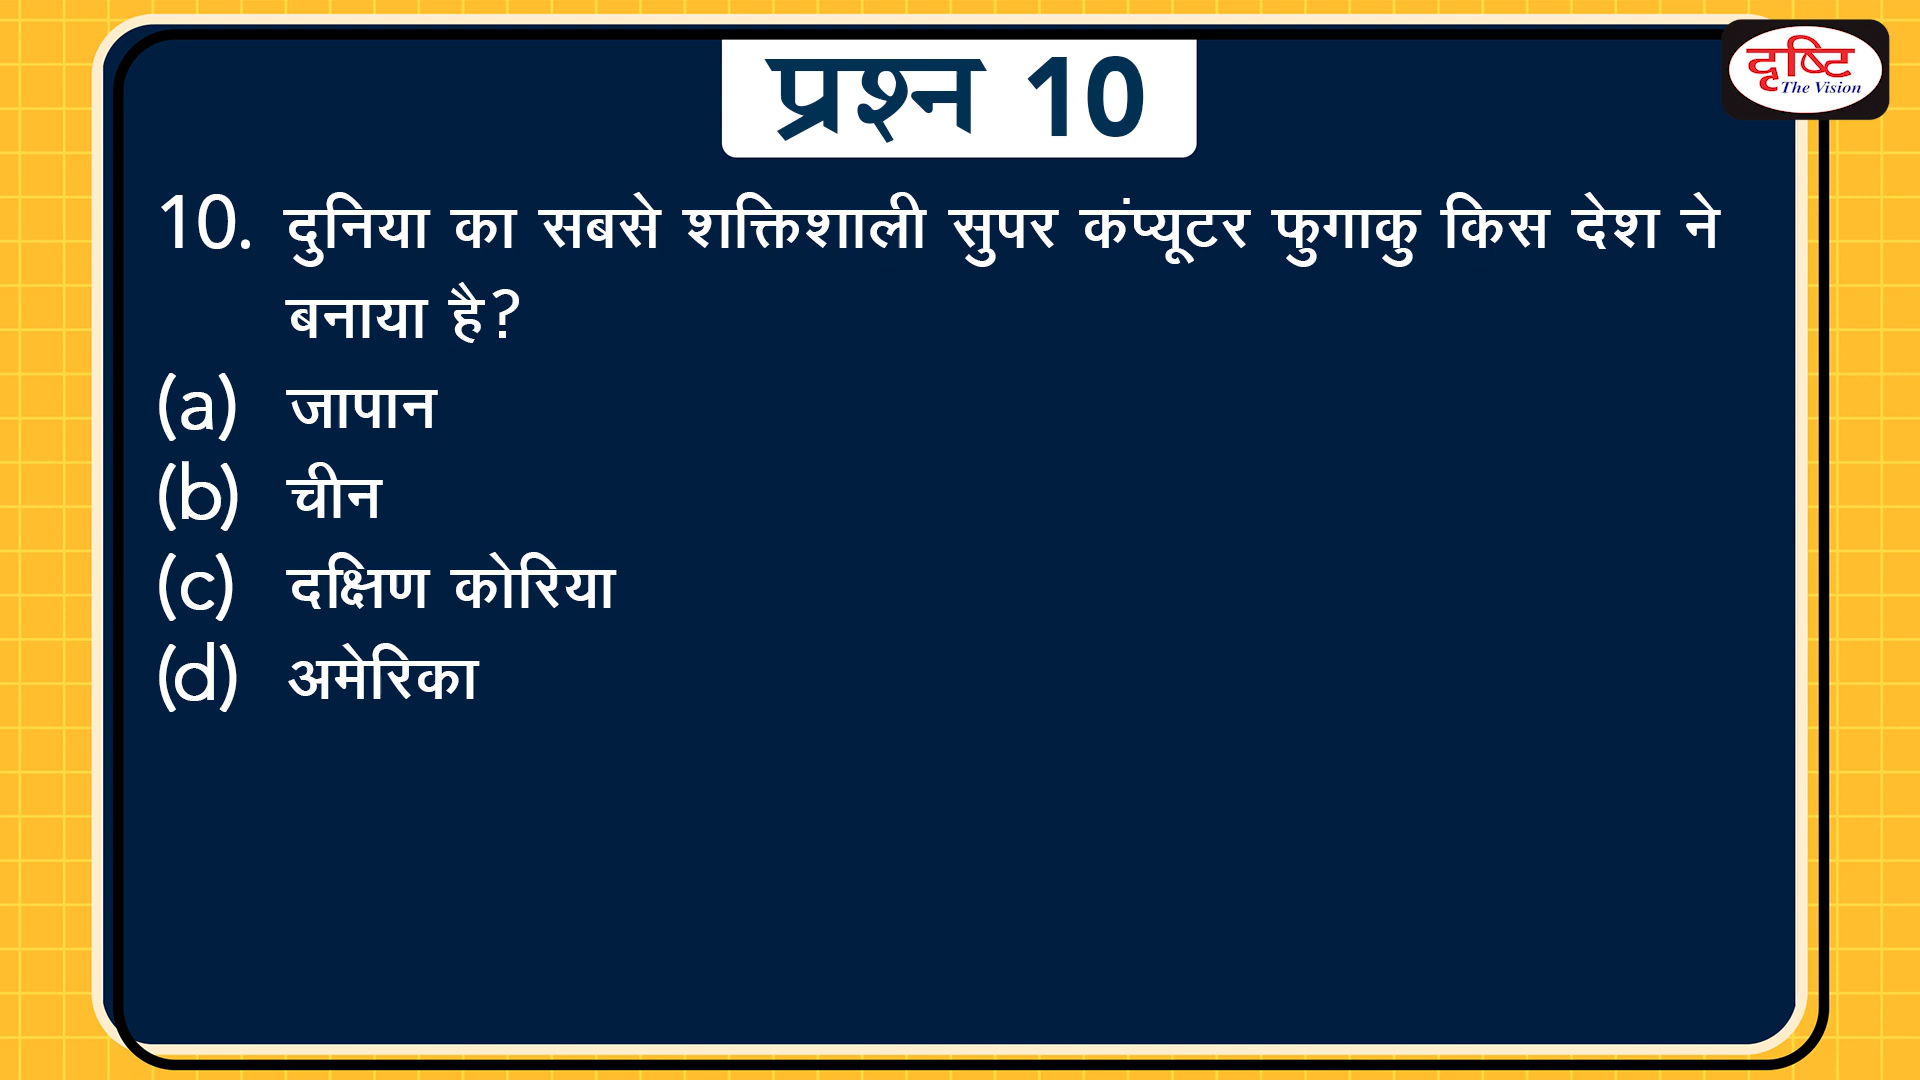 प्रश्न 10
दृष्टि
The Vision
10. दुनिया का सबसे शक्तिशाली सुपर कंप्यूटर फुगाकु किस देश ने
बनाया है?
(a) जापान
(b) चीन
(c) दक्षिण कोरिया
(d) अमेरिका